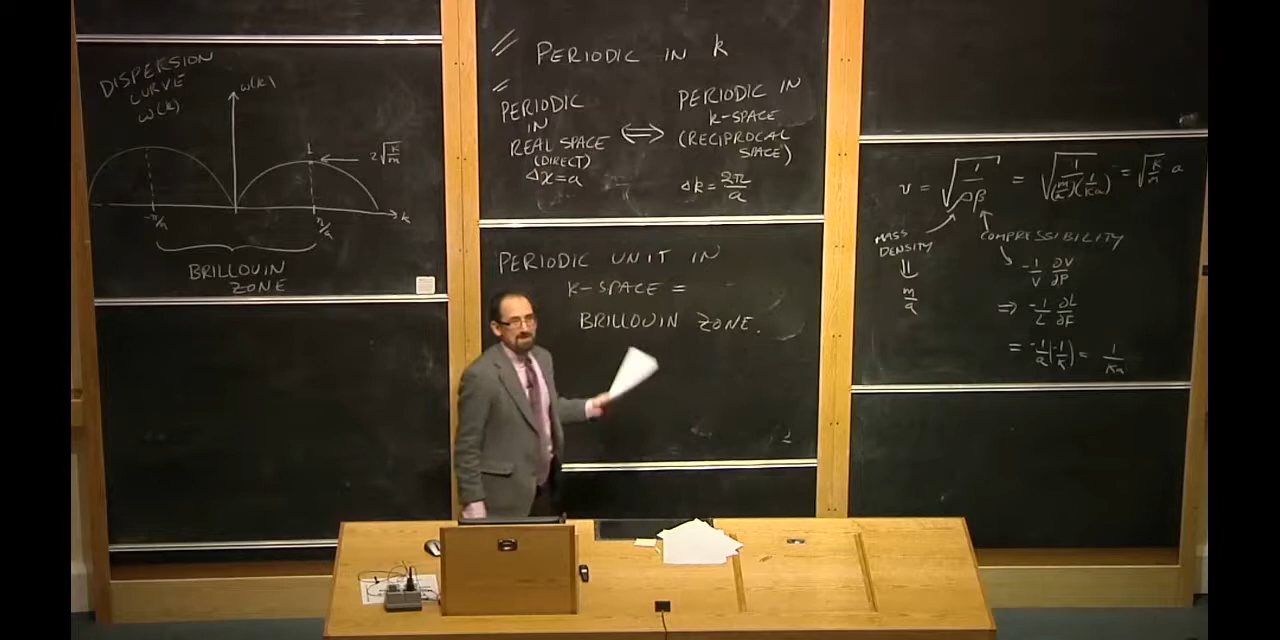 DISPERSION
CURVE
ω(k)
ω(k)
2√(K/m)
-π/a
π/a
k
BRILLOUIN
ZONE
// PERIODIC IN k
//
PERIODIC
IN
REAL SPACE
(DIRECT)
Δx = a
⇔
PERIODIC IN
k-SPACE
(RECIPROCAL
SPACE)
Δk = 2π/a
PERIODIC UNIT IN
k-SPACE =
BRILLOUIN ZONE.
v = √(1/ρβ) = √(1/((m/a)(1/κa))) = √(κ/m) a
MASS
DENSITY
⇓
m/a
COMPRESSIBILITY
-1/V ∂V/∂P
⇒ -1/L ∂L/∂F
= -1/a (-1/κ) = 1/κa